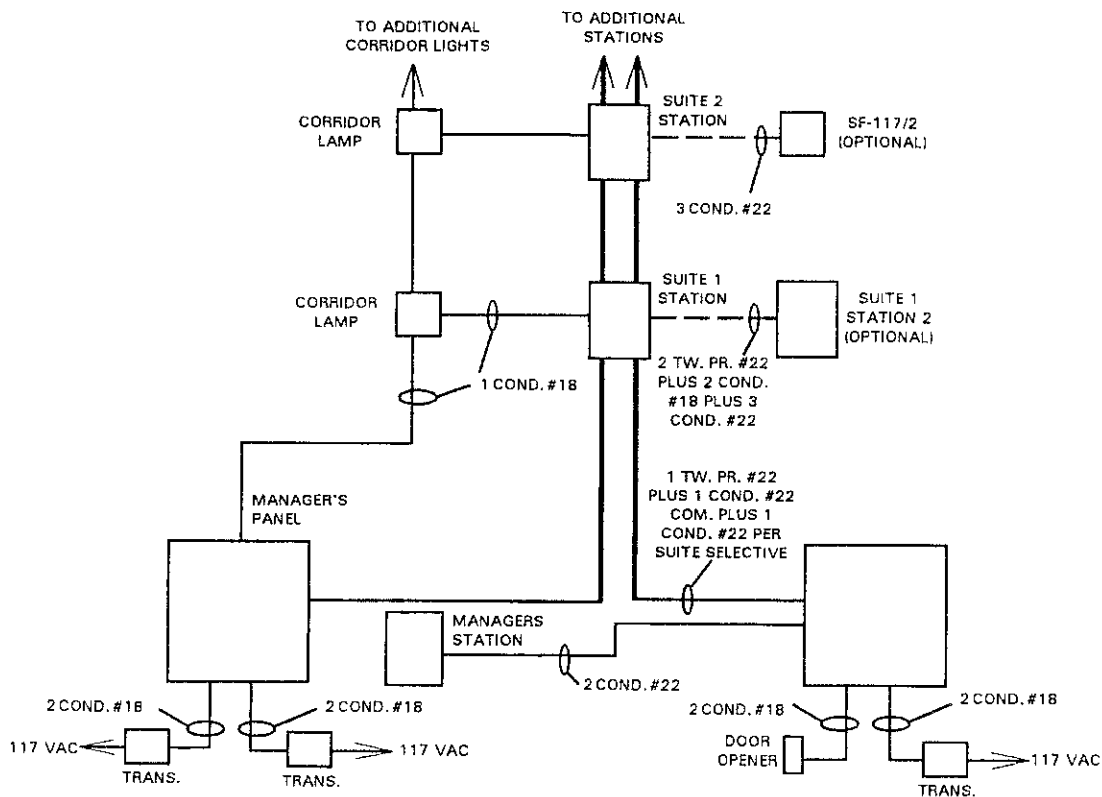 TO ADDITIONAL
CORRIDOR LIGHTS
TO ADDITIONAL
STATIONS
CORRIDOR
LAMP
SUITE 2
STATION
SF-117/2
(OPTIONAL)
3 COND. #22
CORRIDOR
LAMP
SUITE 1
STATION
SUITE 1
STATION 2
(OPTIONAL)
1 COND. #18
2 TW. PR. #22
PLUS 2 COND.
#18 PLUS 3
COND. #22
MANAGER'S
PANEL
1 TW. PR. #22
PLUS 1 COND. #22
COM. PLUS 1
COND. #22 PER
SUITE SELECTIVE
MANAGERS
STATION
2 COND. #22
2 COND. #18
2 COND. #18
117 VAC
TRANS.
TRANS.
117 VAC
2 COND. #18
2 COND. #18
DOOR
OPENER
TRANS.
117 VAC